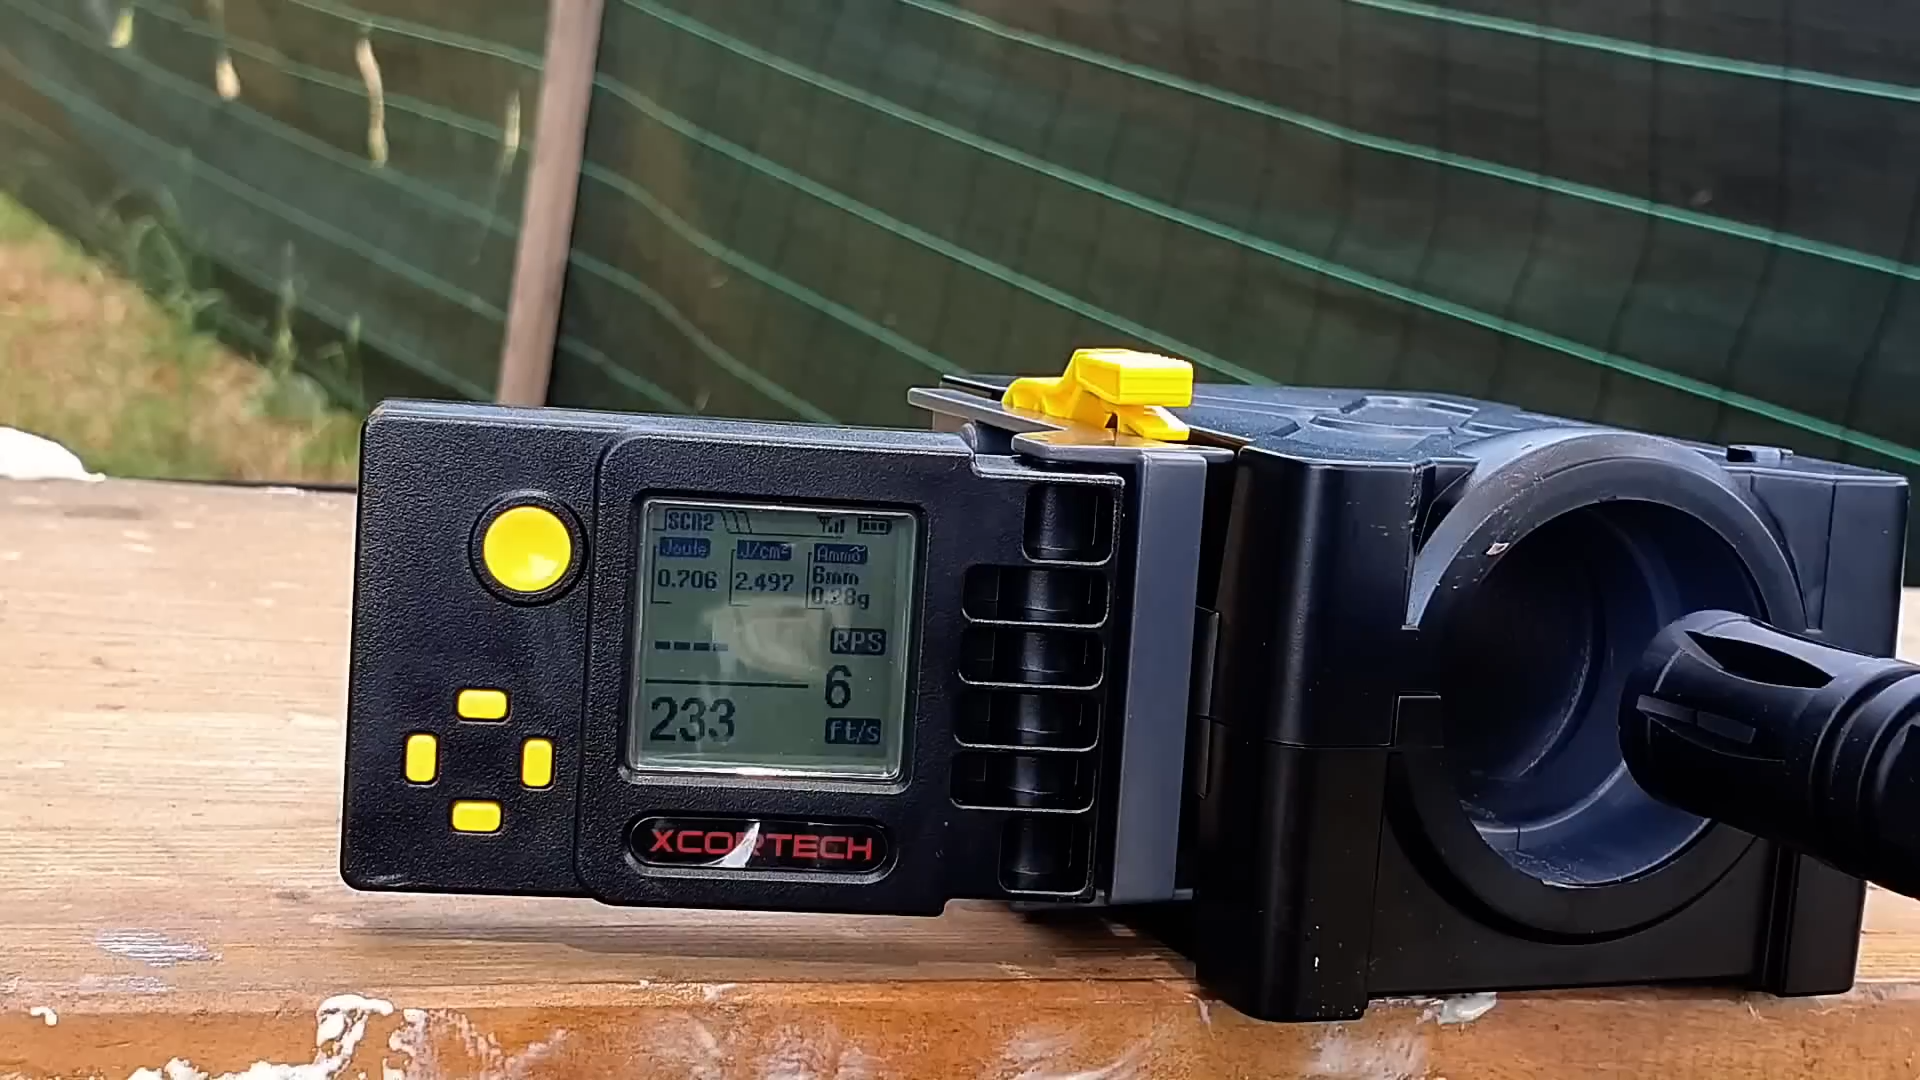 SCR2
Joule J/cm² Ammo
0.706 2.497 6mm
0.28g
---- RPS
6
233 ft/s
XCORTECH